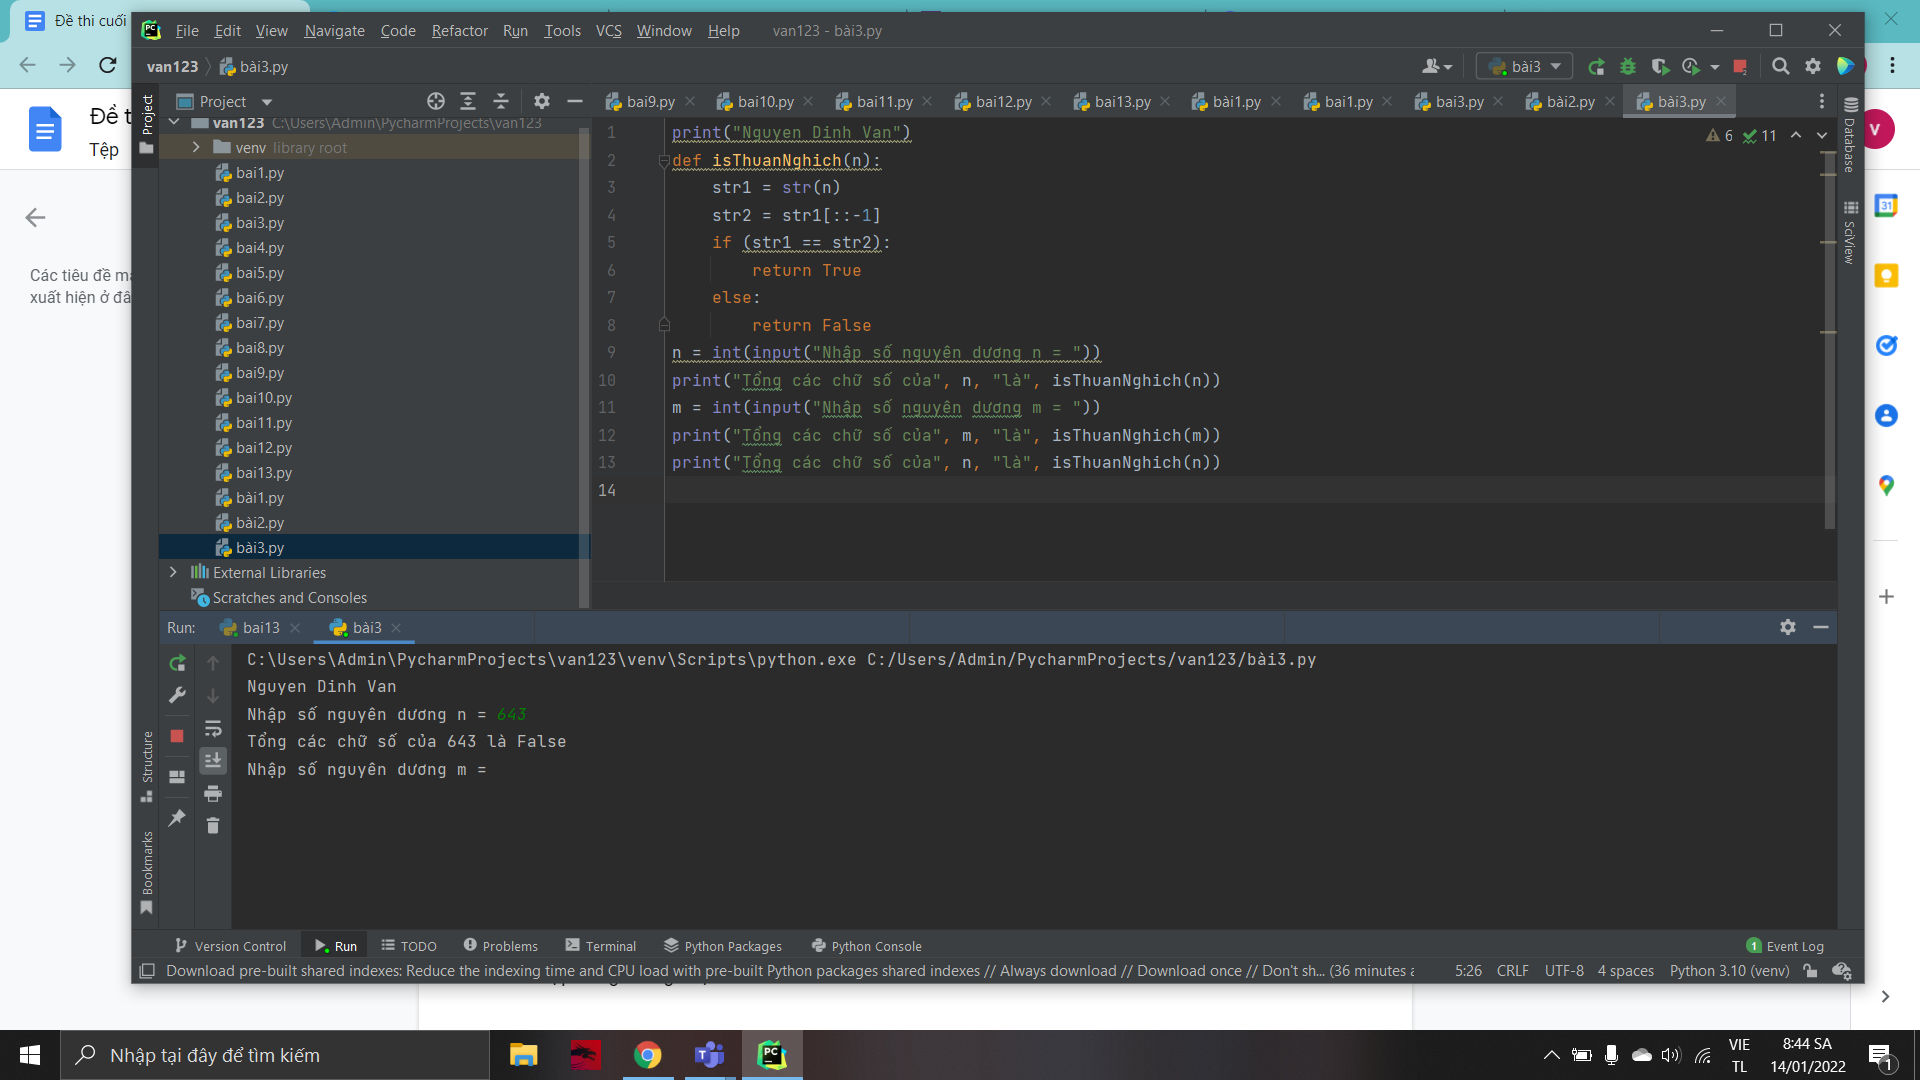 Đề thi cuối
File Edit View Navigate Code Refactor Run Tools VCS Window Help van123 - bài3.py
van123 bài3.py bài3
Đề t
Tệp
Các tiêu đề
xuất hiện ở
V
Project
Project
bai9.py bai10.py bai11.py bai12.py bai13.py bài1.py bai1.py bai3.py bài2.py bài3.py
van123 C:\Users\Admin\PycharmProjects\van123
venv library root
bai1.py
bai2.py
bai3.py
bai4.py
bai5.py
bai6.py
bai7.py
bai8.py
bai9.py
bai10.py
bai11.py
bai12.py
bai13.py
bài1.py
bài2.py
bài3.py
External Libraries
Scratches and Consoles
6 11
1 print("Nguyen Dinh Van")
2 def isThuanNghich(n):
3 str1 = str(n)
4 str2 = str1[::-1]
5 if (str1 == str2):
6 return True
7 else:
8 return False
9 n = int(input("Nhập số nguyên dương n = "))
10 print("Tổng các chữ số của", n, "là", isThuanNghich(n))
11 m = int(input("Nhập số nguyên dương m = "))
12 print("Tổng các chữ số của", m, "là", isThuanNghich(m))
13 print("Tổng các chữ số của", n, "là", isThuanNghich(n))
14
Database
SciView
31
Run: bai13 bài3
C:\Users\Admin\PycharmProjects\van123\venv\Scripts\python.exe C:/Users/Admin/PycharmProjects/van123/bài3.py
Nguyen Dinh Van
Nhập số nguyên dương n = 643
Tổng các chữ số của 643 là False
Nhập số nguyên dương m =
Structure
Bookmarks
Version Control Run TODO Problems Terminal Python Packages Python Console 1 Event Log
Download pre-built shared indexes: Reduce the indexing time and CPU load with pre-built Python packages shared indexes // Always download // Download once // Don't sh... (36 minutes a 5:26 CRLF UTF-8 4 spaces Python 3.10 (venv)
Nhập tại đây để tìm kiếm
VIE
TL
8:44 SA
14/01/2022
1